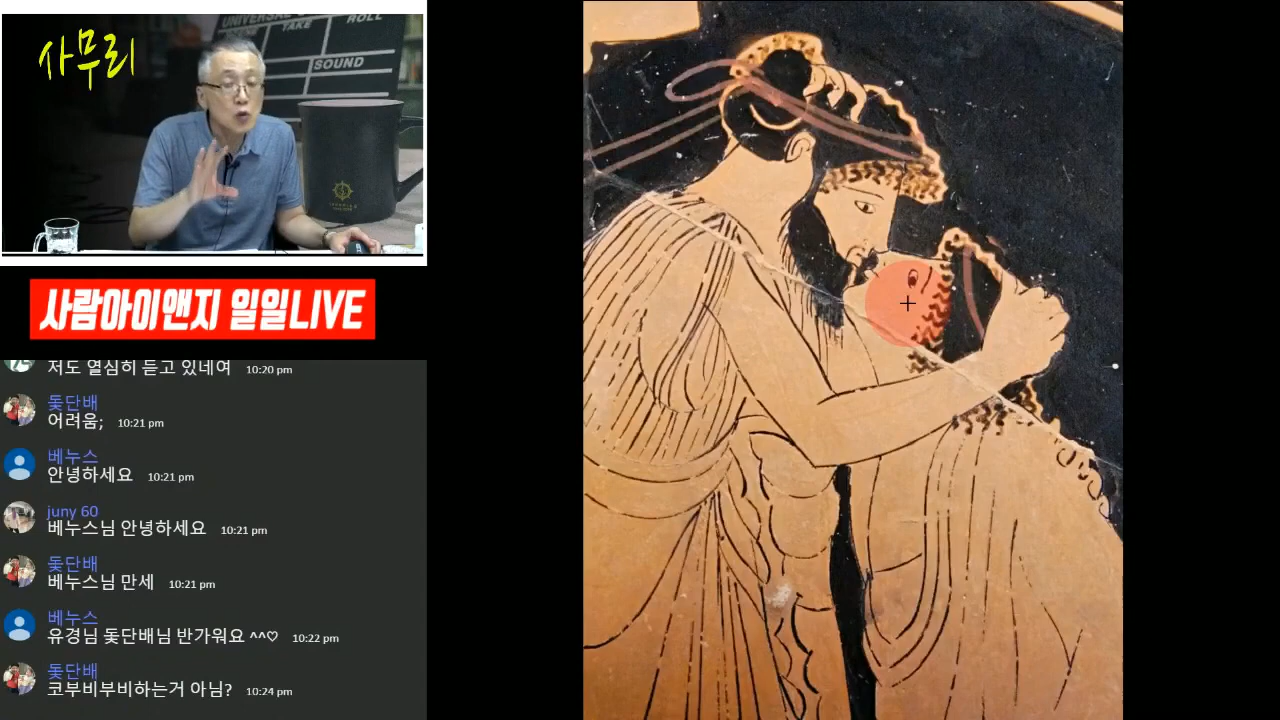 사무리
UNIVERSAL
ROLL
TAKE
SOUND
사람아이앤지 일일LIVE
저도 열심히 듣고 있네여 10:20 pm
돛단배
어려움; 10:21 pm
베누스
안녕하세요 10:21 pm
juny 60
베누스님 안녕하세요 10:21 pm
돛단배
베누스님 만세 10:21 pm
베누스
유경님 돛단배님 반가워요 ^^♡ 10:22 pm
돛단배
코부비부비하는거 아님? 10:24 pm